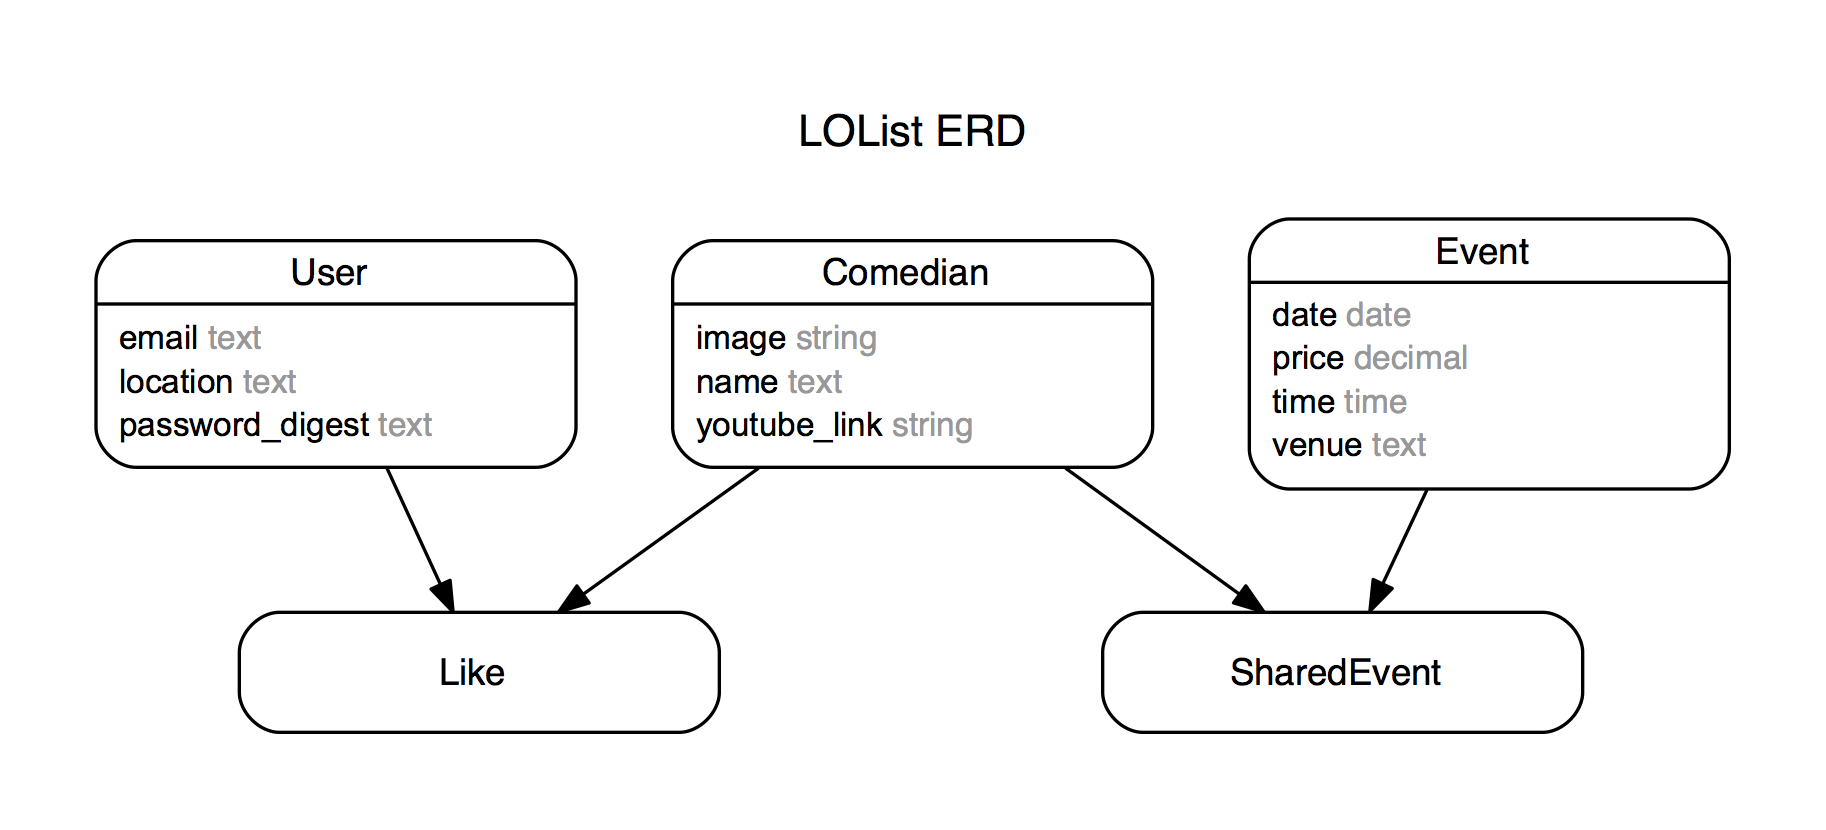 LOList ERD
User
email text
location text
password_digest text
Comedian
image string
name text
youtube_link string
Event
date date
price decimal
time time
venue text
Like
SharedEvent